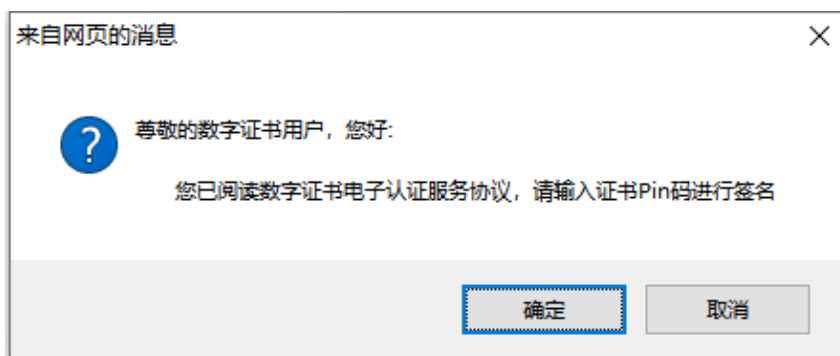 来自网页的消息
尊敬的数字证书用户，您好:
您已阅读数字证书电子认证服务协议，请输入证书Pin码进行签名
确定
取消